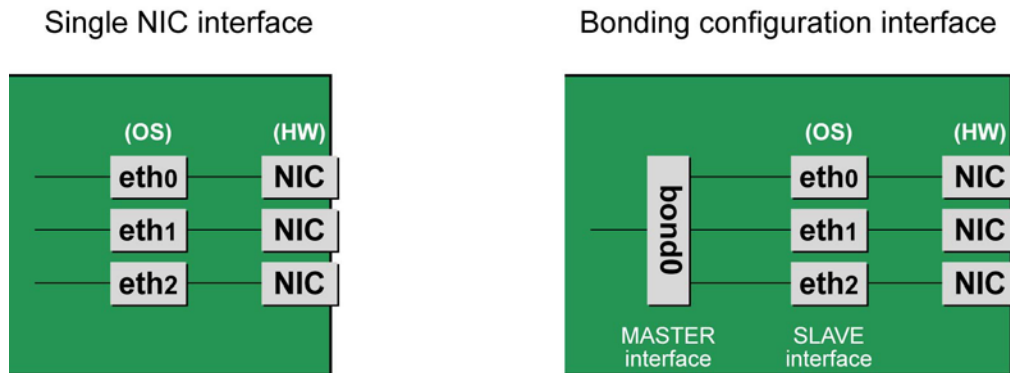 Single NIC interface
(OS) (HW)
eth0 NIC
eth1 NIC
eth2 NIC
Bonding configuration interface
(OS) (HW)
bond0
eth0 NIC
eth1 NIC
eth2 NIC
MASTER interface
SLAVE interface